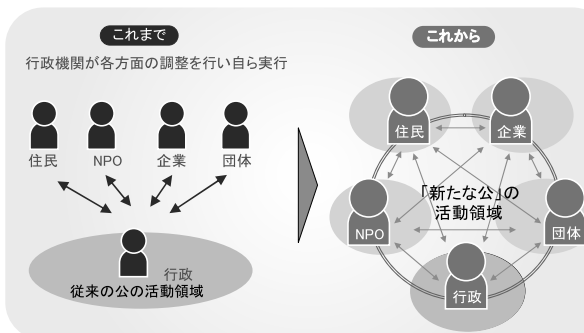 これまで
行政機関が各方面の調整を行い自ら実行
住民
NPO
企業
団体
行政
従来の公の活動領域
これから
住民
企業
「新たな公」の
活動領域
NPO
団体
行政